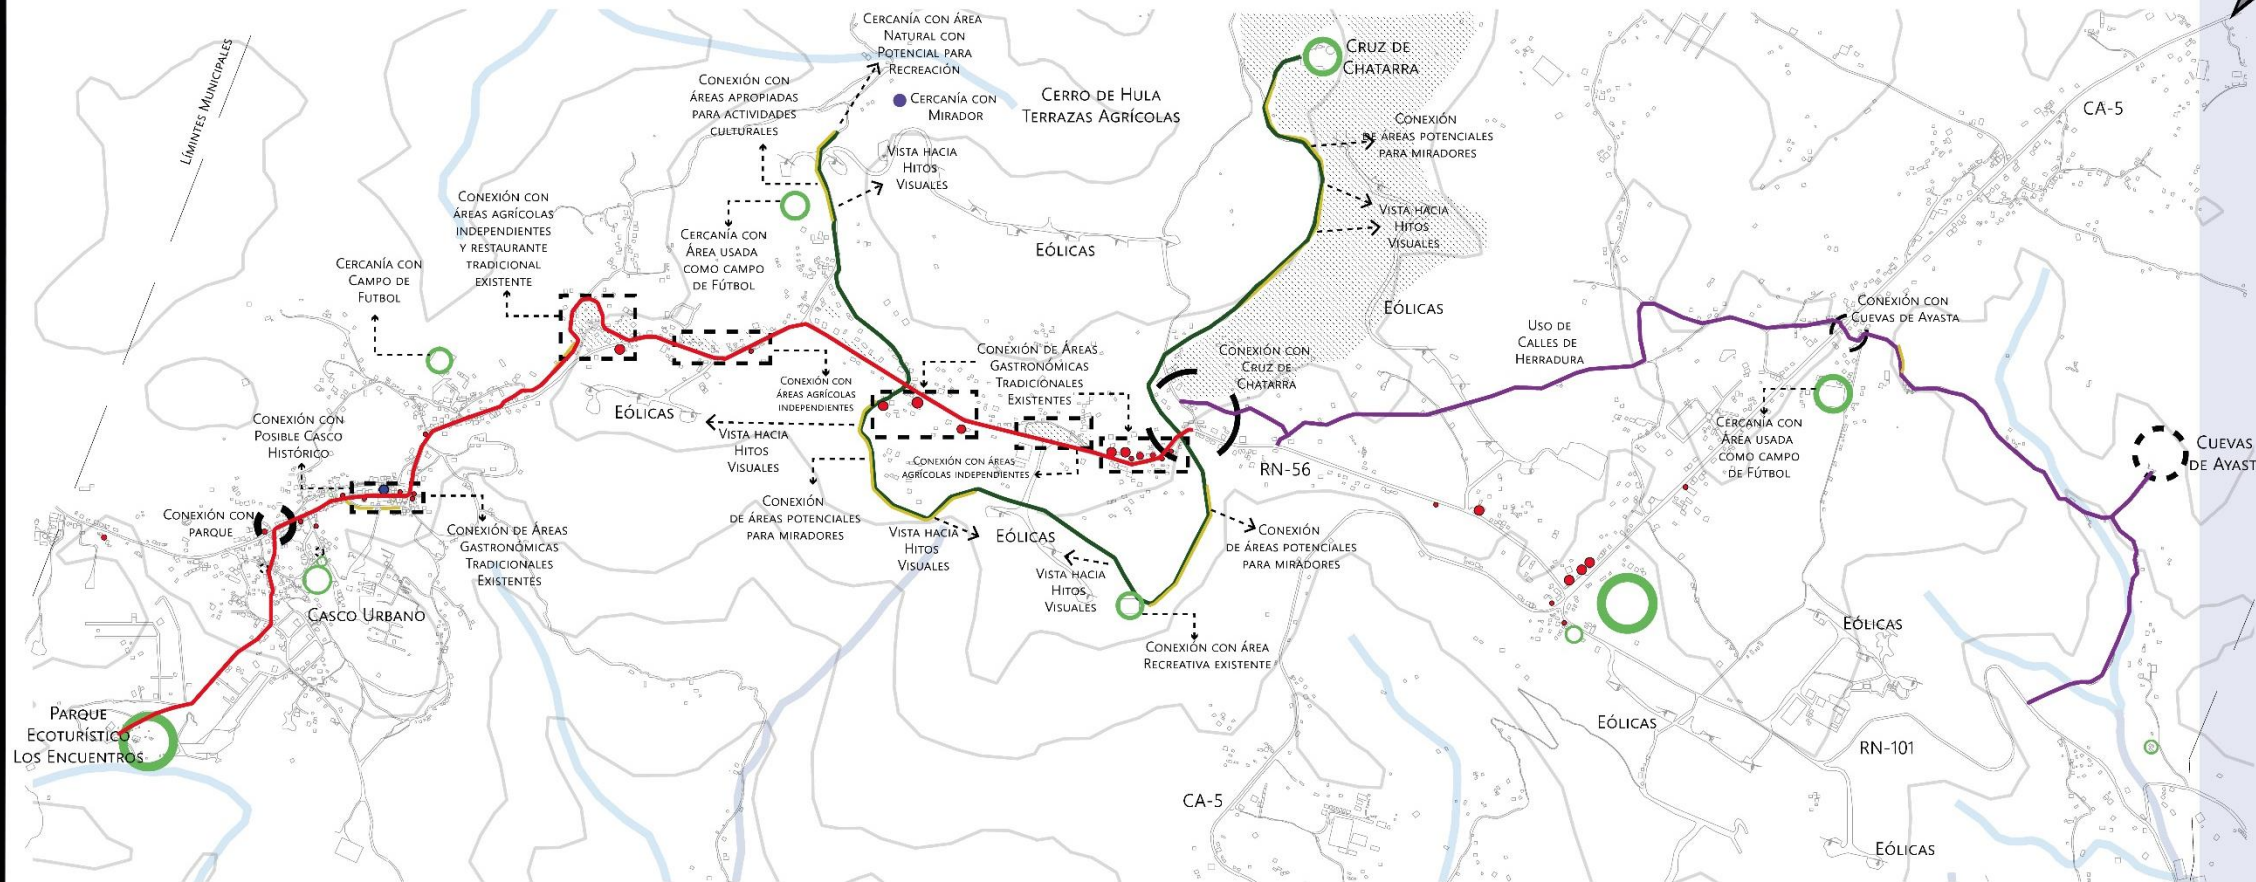 Límintes Municipales
Cercanía con área
Natural con
Potencial para
Recreación
Cercanía con
Mirador
Conexión con
áreas apropiadas
para actividades
culturales
Vista hacia
Hitos
Visuales
Cerro de Hula
Terrazas Agrícolas
Cruz de
Chatarra
Conexión
de áreas potenciales
para miradores
Vista hacia
Hitos
Visuales
CA-5
Conexión con
áreas agrícolas
independientes
y restaurante
tradicional
existente
Cercanía con
Campo de
Futbol
Cercanía con
Área usada
como campo
de Fútbol
Eólicas
Eólicas
Uso de
Calles de
Herradura
Conexión con
Cuevas de Ayasta
Conexión de Áreas
Gastronómicas
Tradicionales
Existentes
Conexión con
Cruz de
Chatarra
Conexión con
áreas agrícolas
independientes
Eólicas
Vista hacia
Hitos
Visuales
Conexión con
Posible Casco
Histórico
Conexión con áreas
agrícolas independientes
RN-56
Cercanía con
Área usada
como campo
de Fútbol
Cuevas
de Ayast
Conexión con
parque
Conexión de Áreas
Gastronómicas
Tradicionales
Existentes
Conexión
de áreas potenciales
para miradores
Vista hacia
Hitos
Visuales
Eólicas
Conexión
de áreas potenciales
para miradores
Vista hacia
Hitos
Visuales
Casco Urbano
Conexión con área
Recreativa existente
Eólicas
Parque
Ecoturístico
Los Encuentros
Eólicas
RN-101
CA-5
Eólicas